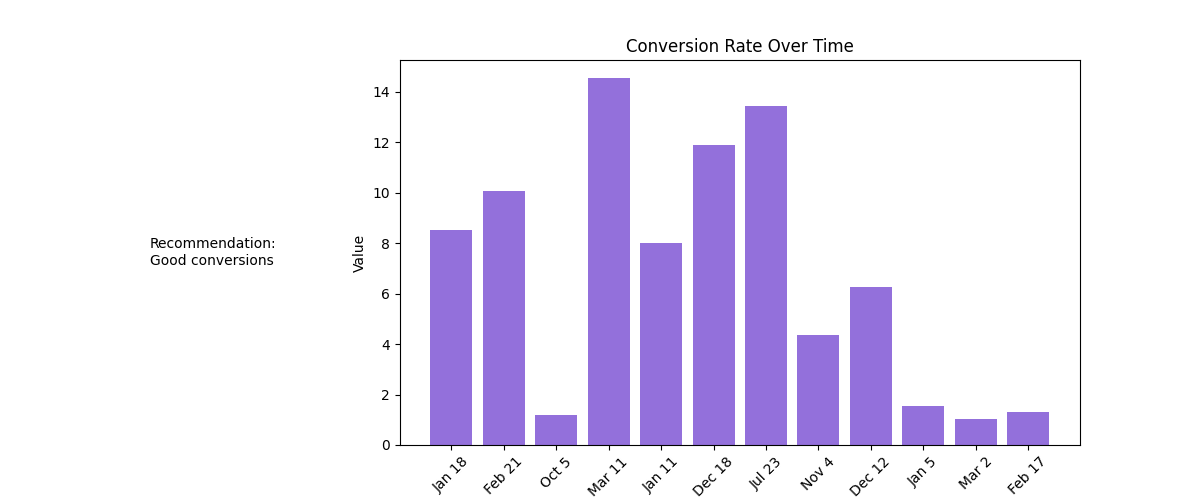 Conversion Rate Over Time
Recommendation:
Good conversions
Value
14
12
10
8
6
4
2
0
Jan 18
Feb 21
Oct 5
Mar 11
Jan 11
Dec 18
Jul 23
Nov 4
Dec 12
Jan 5
Mar 2
Feb 17